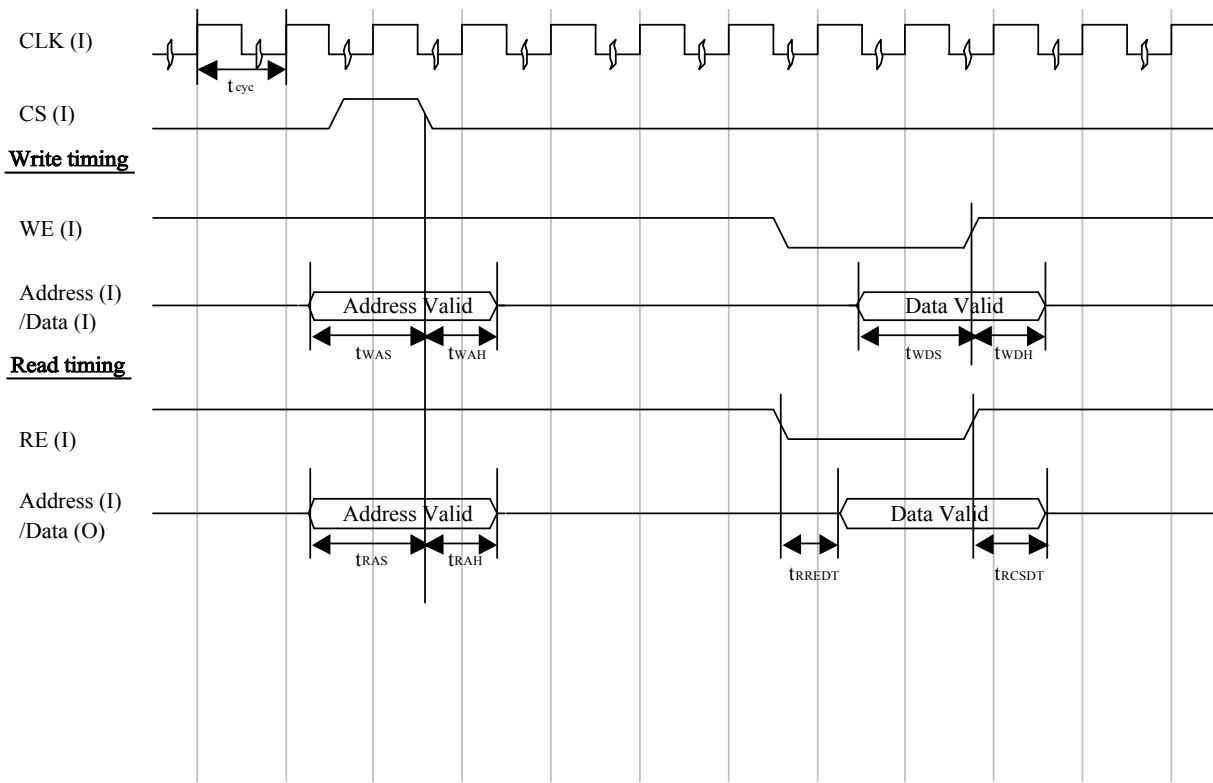 CLK (I)
t cyc
CS (I)
Write timing
WE (I)
Address (I)
/Data (I)
Address Valid
Data Valid
tWAS
tWAH
tWDS
tWDH
Read timing
RE (I)
Address (I)
/Data (O)
Address Valid
Data Valid
tRAS
tRAH
tRREDT
tRCSDT